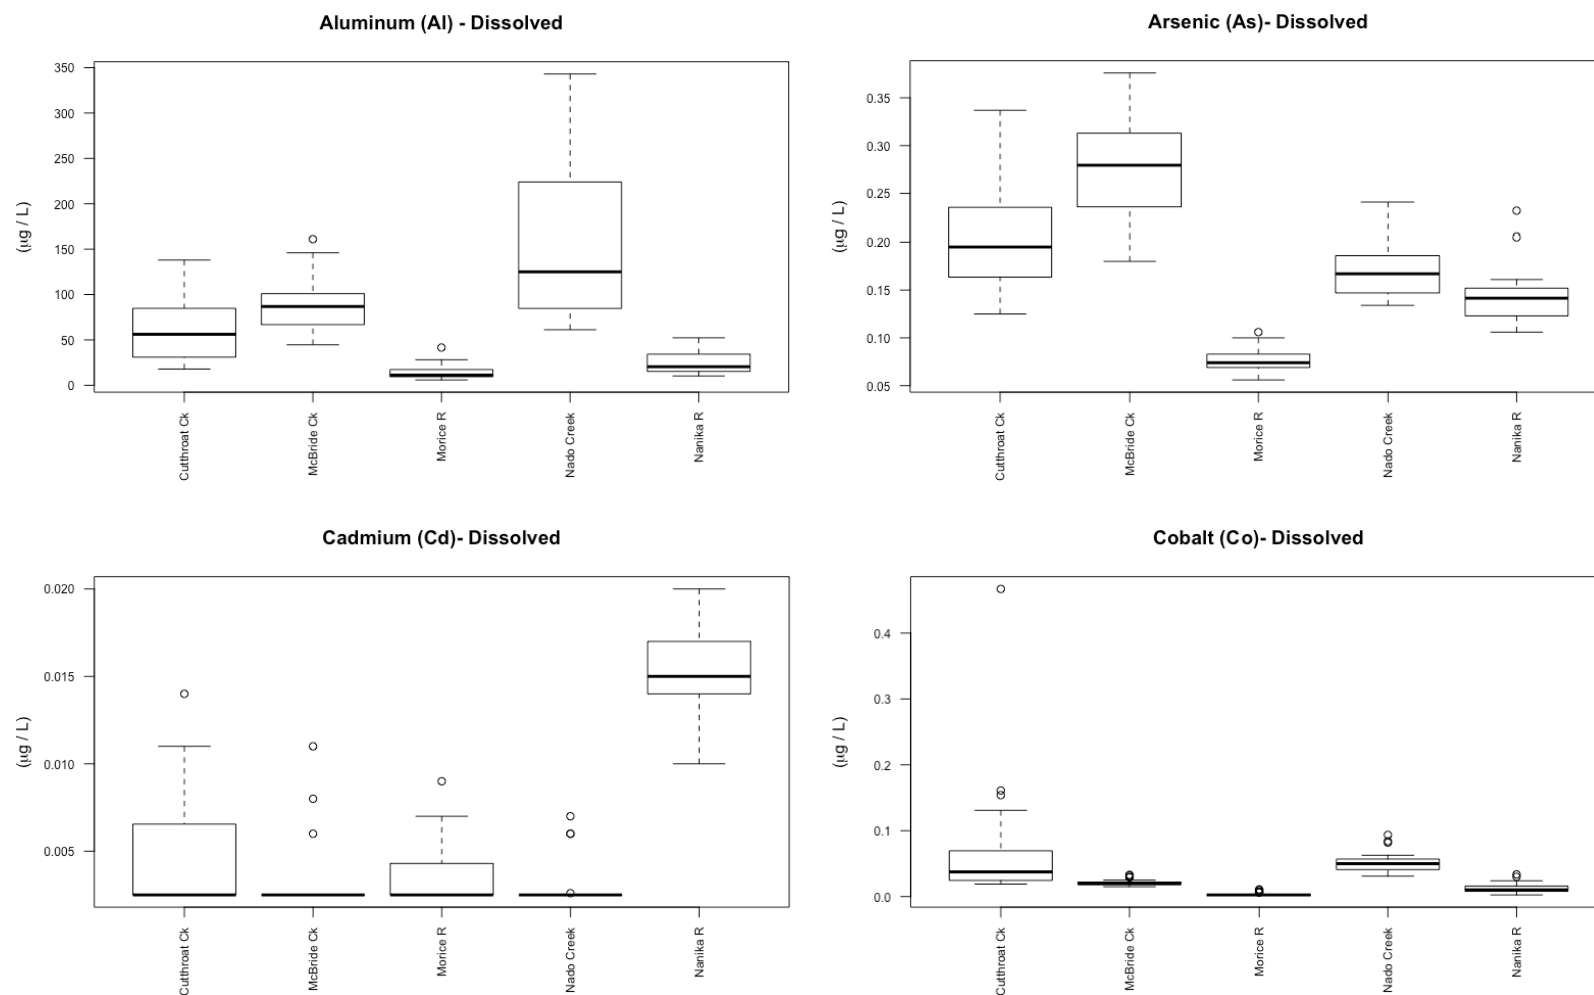 Aluminum (Al) - Dissolved
350
300
250
200
150
100
50
0
(µg / L)
Cutthroat Ck
McBride Ck
Morice R
Nado Creek
Nanika R
Arsenic (As)- Dissolved
0.35
0.30
0.25
0.20
0.15
0.10
0.05
(µg / L)
Cutthroat Ck
McBride Ck
Morice R
Nado Creek
Nanika R
Cadmium (Cd)- Dissolved
0.020
0.015
0.010
0.005
(µg / L)
Cutthroat Ck
McBride Ck
Morice R
Nado Creek
Nanika R
Cobalt (Co)- Dissolved
0.4
0.3
0.2
0.1
0.0
(µg / L)
Cutthroat Ck
McBride Ck
Morice R
Nado Creek
Nanika R